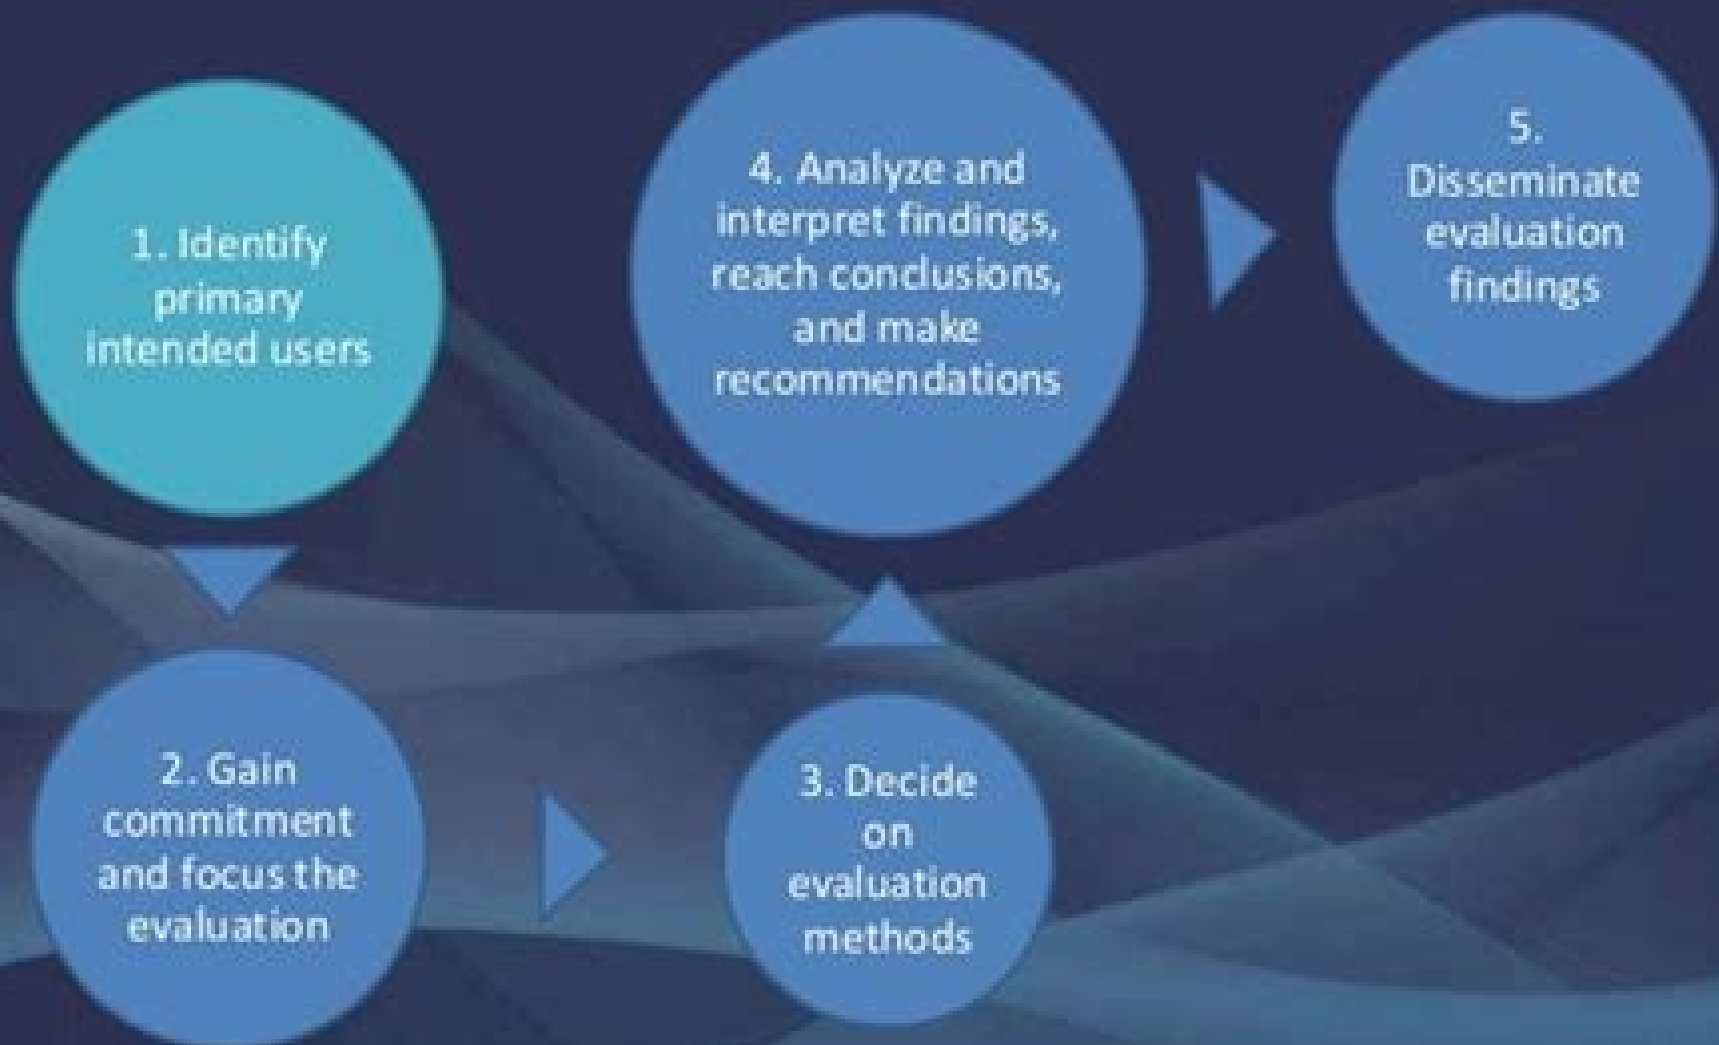 1. Identify
primary
intended users
2. Gain
commitment
and focus the
evaluation
3. Decide
on
evaluation
methods
4. Analyze and
interpret findings,
reach conclusions,
and make
recommendations
5.
Disseminate
evaluation
findings